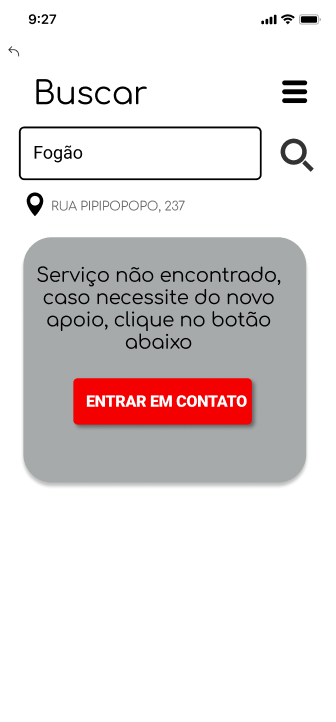 9:27
Buscar
Fogão
RUA PIPIPOPOPO, 237
Serviço não encontrado,
caso necessite do novo
apoio, clique no botão
abaixo
ENTRAR EM CONTATO